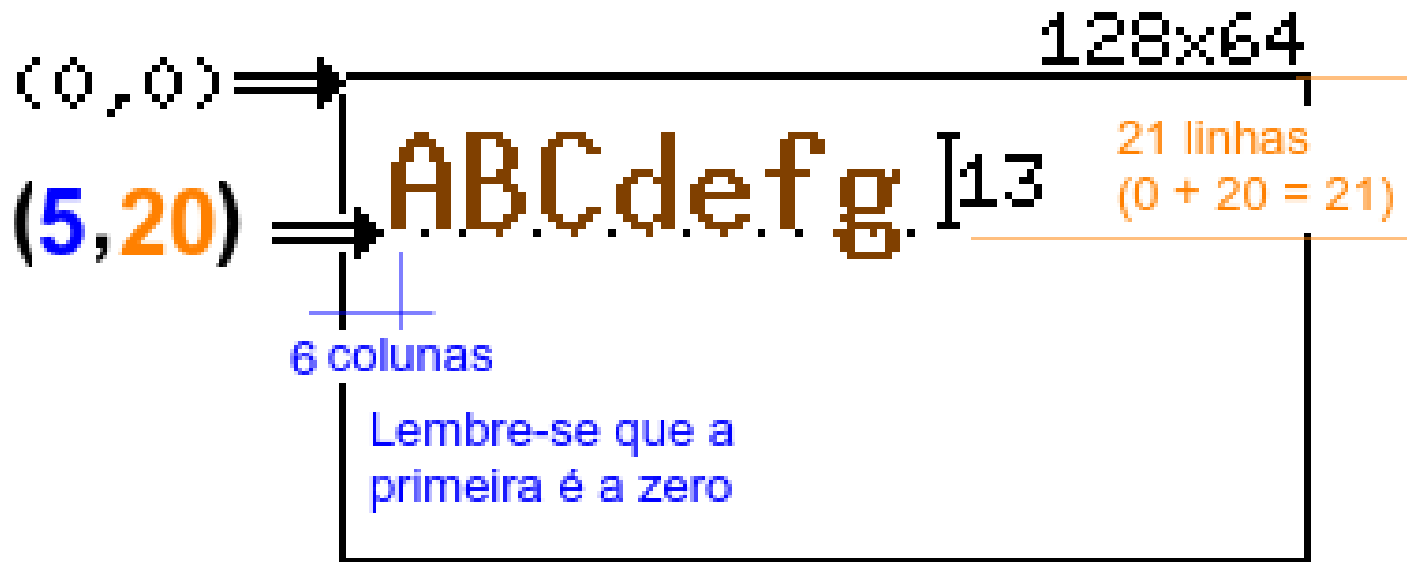 128x64
(0,0)
ABCdefg
13
21 linhas
(0 + 20 = 21)
(5,20)
6 colunas
Lembre-se que a
primeira é a zero